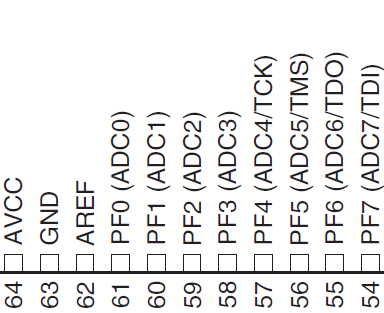 64 AVCC
63 GND
62 AREF
61 PF0 (ADC0)
60 PF1 (ADC1)
59 PF2 (ADC2)
58 PF3 (ADC3)
57 PF4 (ADC4/TCK)
56 PF5 (ADC5/TMS)
55 PF6 (ADC6/TDO)
54 PF7 (ADC7/TDI)